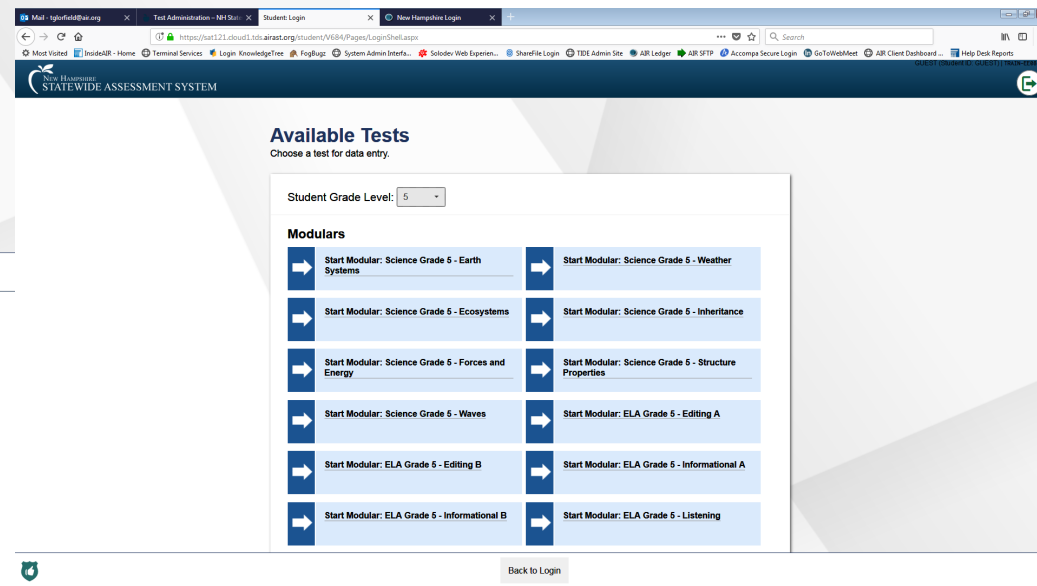 Mail - tglorfield@air.org
Test Administration – NH State
Student: Login
New Hampshire Login
https://sat121.cloud1.tds.airast.org/student/V684/Pages/LoginShell.aspx
Search
Most Visited InsideAIR - Home Terminal Services Login KnowledgeTree FogBugz System Admin Interfa... Solodev Web Experien... ShareFile Login TIDE Admin Site AIR Ledger AIR SFTP Accompa Secure Login GoToWebMeet AIR Client Dashboard ... Help Desk Reports
GUEST (Student ID: GUEST)
NEW HAMPSHIRE
STATEWIDE ASSESSMENT SYSTEM
Available Tests
Choose a test for data entry.
Student Grade Level: 5
Modulars
Start Modular: Science Grade 5 - Earth
Systems
Start Modular: Science Grade 5 - Weather
Start Modular: Science Grade 5 - Ecosystems
Start Modular: Science Grade 5 - Inheritance
Start Modular: Science Grade 5 - Forces and
Energy
Start Modular: Science Grade 5 - Structure
Properties
Start Modular: Science Grade 5 - Waves
Start Modular: ELA Grade 5 - Editing A
Start Modular: ELA Grade 5 - Editing B
Start Modular: ELA Grade 5 - Informational A
Start Modular: ELA Grade 5 - Informational B
Start Modular: ELA Grade 5 - Listening
Back to Login